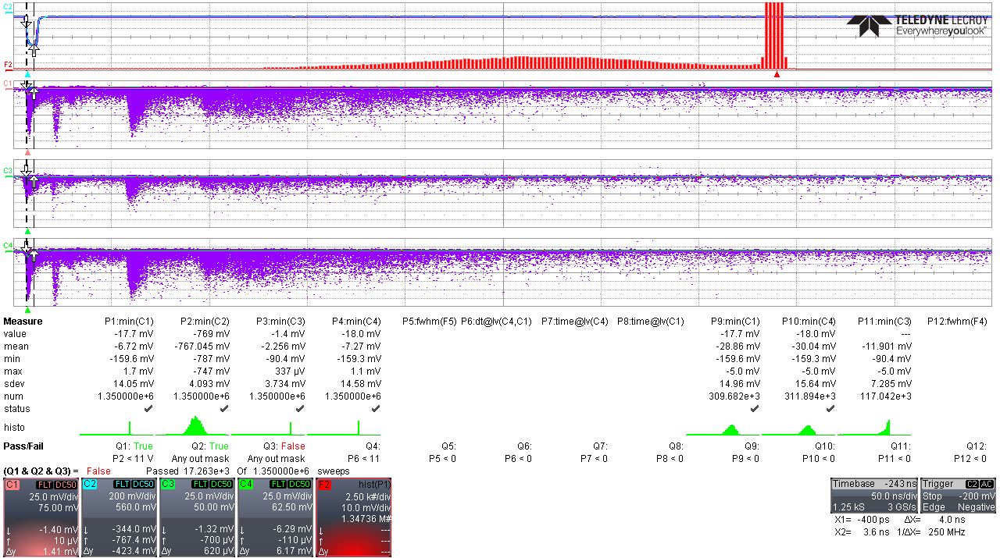 C2
TELEDYNE LECROY
Everywhereyoulook™
F2
C1
C3
C4
Measure P1:min(C1) P2:min(C2) P3:min(C3) P4:min(C4) P5:fwhm(F5) P6:dt@lv(C4,C1) P7:time@lv(C4) P8:time@lv(C1) P9:min(C1) P10:min(C4) P11:min(C3) P12:fwhm(F4)
value -17.7 mV -769 mV -1.4 mV -18.0 mV -17.7 mV -18.0 mV ---
mean -6.72 mV -767.045 mV -2.256 mV -7.27 mV -28.86 mV -30.04 mV -11.901 mV
min -159.6 mV -787 mV -90.4 mV -159.3 mV -159.6 mV -159.3 mV -90.4 mV
max 1.7 mV -747 mV 337 µV 1.1 mV -5.0 mV -5.0 mV -5.0 mV
sdev 14.05 mV 4.093 mV 3.734 mV 14.58 mV 14.96 mV 15.64 mV 7.285 mV
num 1.350000e+6 1.350000e+6 1.350000e+6 1.350000e+6 309.682e+3 311.894e+3 117.042e+3
status
histo
Pass/Fail Q1: True Q2: True Q3: False Q4: Q5: Q6: Q7: Q8: Q9: Q10: Q11: Q12:
P2 < 11 V Any out mask Any out mask P6 < 11 P5 < 0 P6 < 0 P7 < 0 P8 < 0 P9 < 0 P10 < 0 P11 < 0 P12 < 0
(Q1 & Q2 & Q3) = False Passed 17.263e+3 Of 1.350000e+6 sweeps
C1 FLT DC50
25.0 mV/div
75.00 mV
↓ -1.40 mV
↑ 10 µV
Δy 1.41 mV
C2 FLT DC50
200 mV/div
560.0 mV
↓ -344.0 mV
↑ -767.4 mV
Δy -423.4 mV
C3 FLT DC50
25.0 mV/div
50.00 mV
↓ -1.32 mV
↑ -700 µV
Δy 620 µV
C4 FLT DC50
25.0 mV/div
62.50 mV
↓ -6.29 mV
↑ -110 µV
Δy 6.17 mV
F2 hist(P1)
2.50 k#/div
10.0 mV/div
1.34736 M#
↓ ---
↑ ---
Δy ---
Timebase -243 ns
50.0 ns/div
1.25 kS 3 GS/s
Trigger C2 AC
Stop -200 mV
Edge Negative
X1= -400 ps ΔX= 4.0 ns
X2= 3.6 ns 1/ΔX= 250 MHz